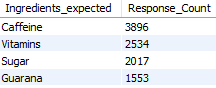 Ingredients_expected Response_Count
Caffeine 3896
Vitamins 2534
Sugar 2017
Guarana 1553